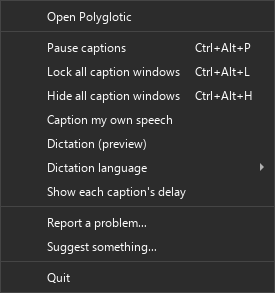 Open Polyglotic
Pause captions Ctrl+Alt+P
Lock all caption windows Ctrl+Alt+L
Hide all caption windows Ctrl+Alt+H
Caption my own speech
Dictation (preview)
Dictation language
Show each caption's delay
Report a problem...
Suggest something...
Quit